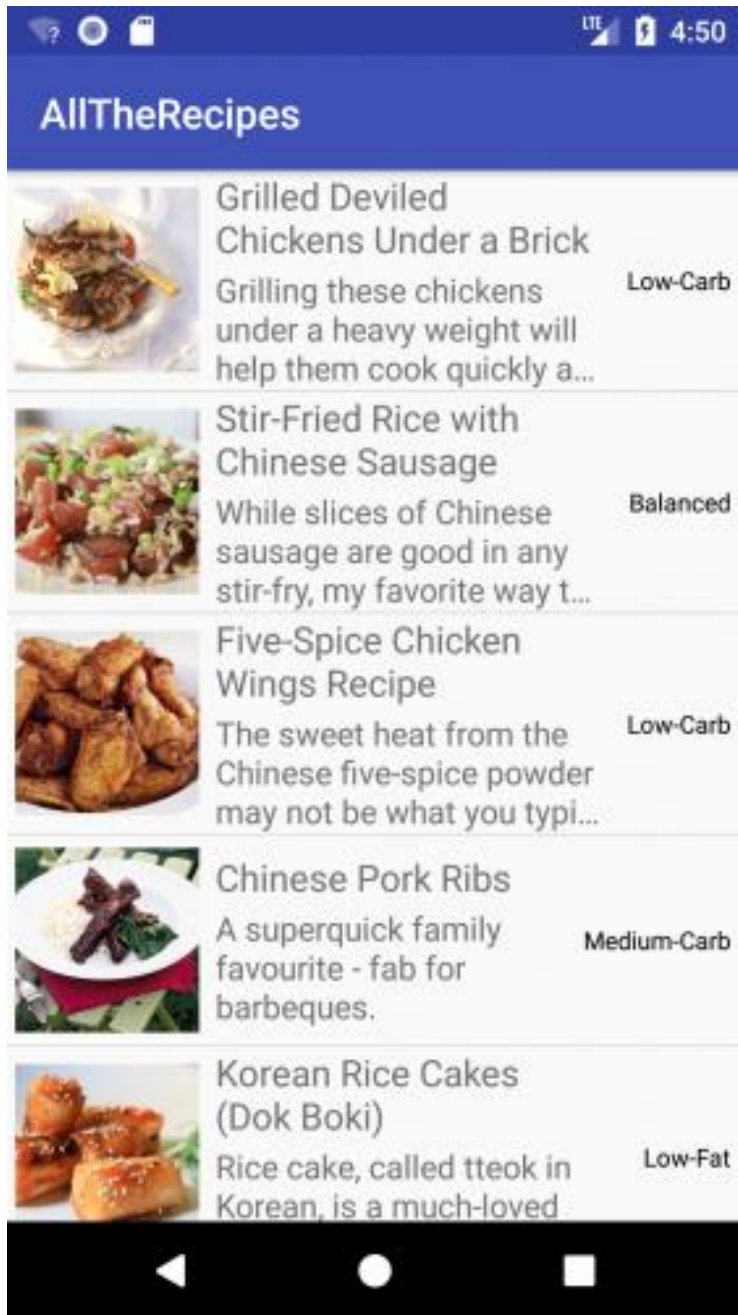 LTE 4:50
AllTheRecipes
Grilled Deviled
Chickens Under a Brick
Grilling these chickens
under a heavy weight will
help them cook quickly a...
Low-Carb
Stir-Fried Rice with
Chinese Sausage
While slices of Chinese
sausage are good in any
stir-fry, my favorite way t...
Balanced
Five-Spice Chicken
Wings Recipe
The sweet heat from the
Chinese five-spice powder
may not be what you typi...
Low-Carb
Chinese Pork Ribs
A superquick family
favourite - fab for
barbeques.
Medium-Carb
Korean Rice Cakes
(Dok Boki)
Rice cake, called tteok in
Korean, is a much-loved
Low-Fat